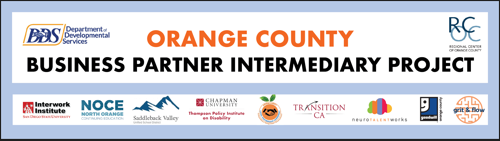 DDS
Department of
Developmental
Services
ORANGE COUNTY
BUSINESS PARTNER INTERMEDIARY PROJECT
RCOC
REGIONAL CENTER
OF ORANGE COUNTY
Interwork
Institute
SAN DIEGO STATE UNIVERSITY
NOCE
NORTH ORANGE
CONTINUING EDUCATION
Saddleback Valley
CHAPMAN
UNIVERSITY
Thompson Policy Institute
on Disability
TRANSITION
CA
neurotalentworks
goodwill
grit & flow